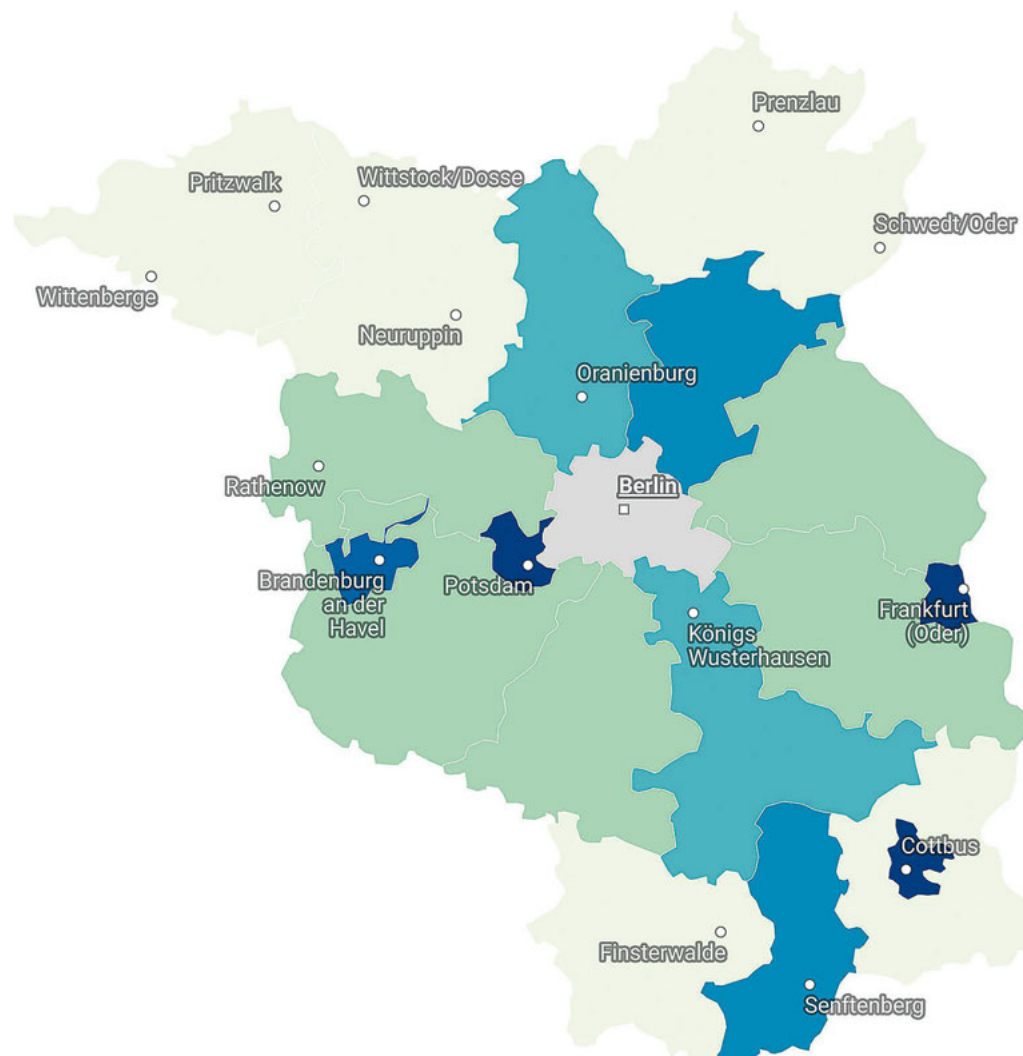 Prenzlau
Pritzwalk
Wittstock/Dosse
Schwedt/Oder
Wittenberge
Neuruppin
Oranienburg
Rathenow
Berlin
Brandenburg
an der
Havel
Potsdam
Frankfurt
(Oder)
Königs
Wusterhausen
Cottbus
Finsterwalde
Senftenberg